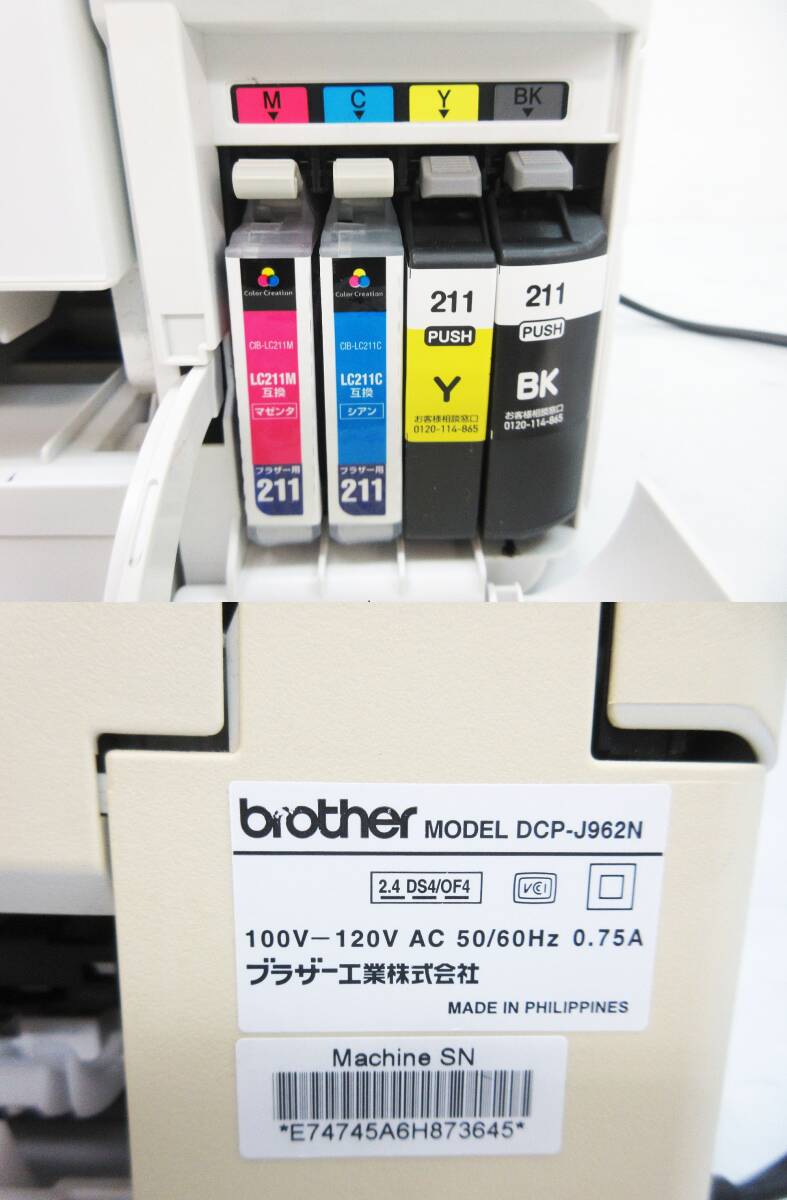 M C Y BK
Color Creation
CIB-LC211M
LC211M
互換
マゼンタ
ブラザー用
211
Color Creation
CIB-LC211C
LC211C
互換
シアン
ブラザー用
211
211
PUSH
Y
お客様相談窓口
0120-114-865
211
PUSH
BK
お客様相談窓口
0120-114-865
brother MODEL DCP-J962N
2.4 DS4/OF4 VCI
100V－120V AC 50/60Hz 0.75A
ブラザー工業株式会社
MADE IN PHILIPPINES
Machine SN
*E74745A6H873645*